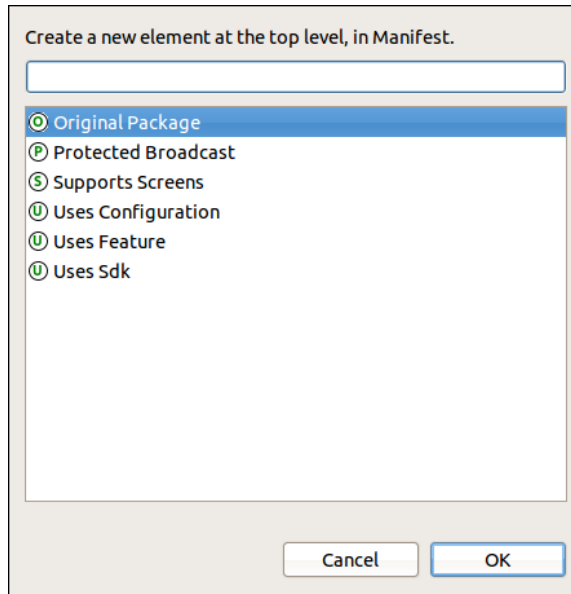 Create a new element at the top level, in Manifest.
O Original Package
P Protected Broadcast
S Supports Screens
U Uses Configuration
U Uses Feature
U Uses Sdk
Cancel OK